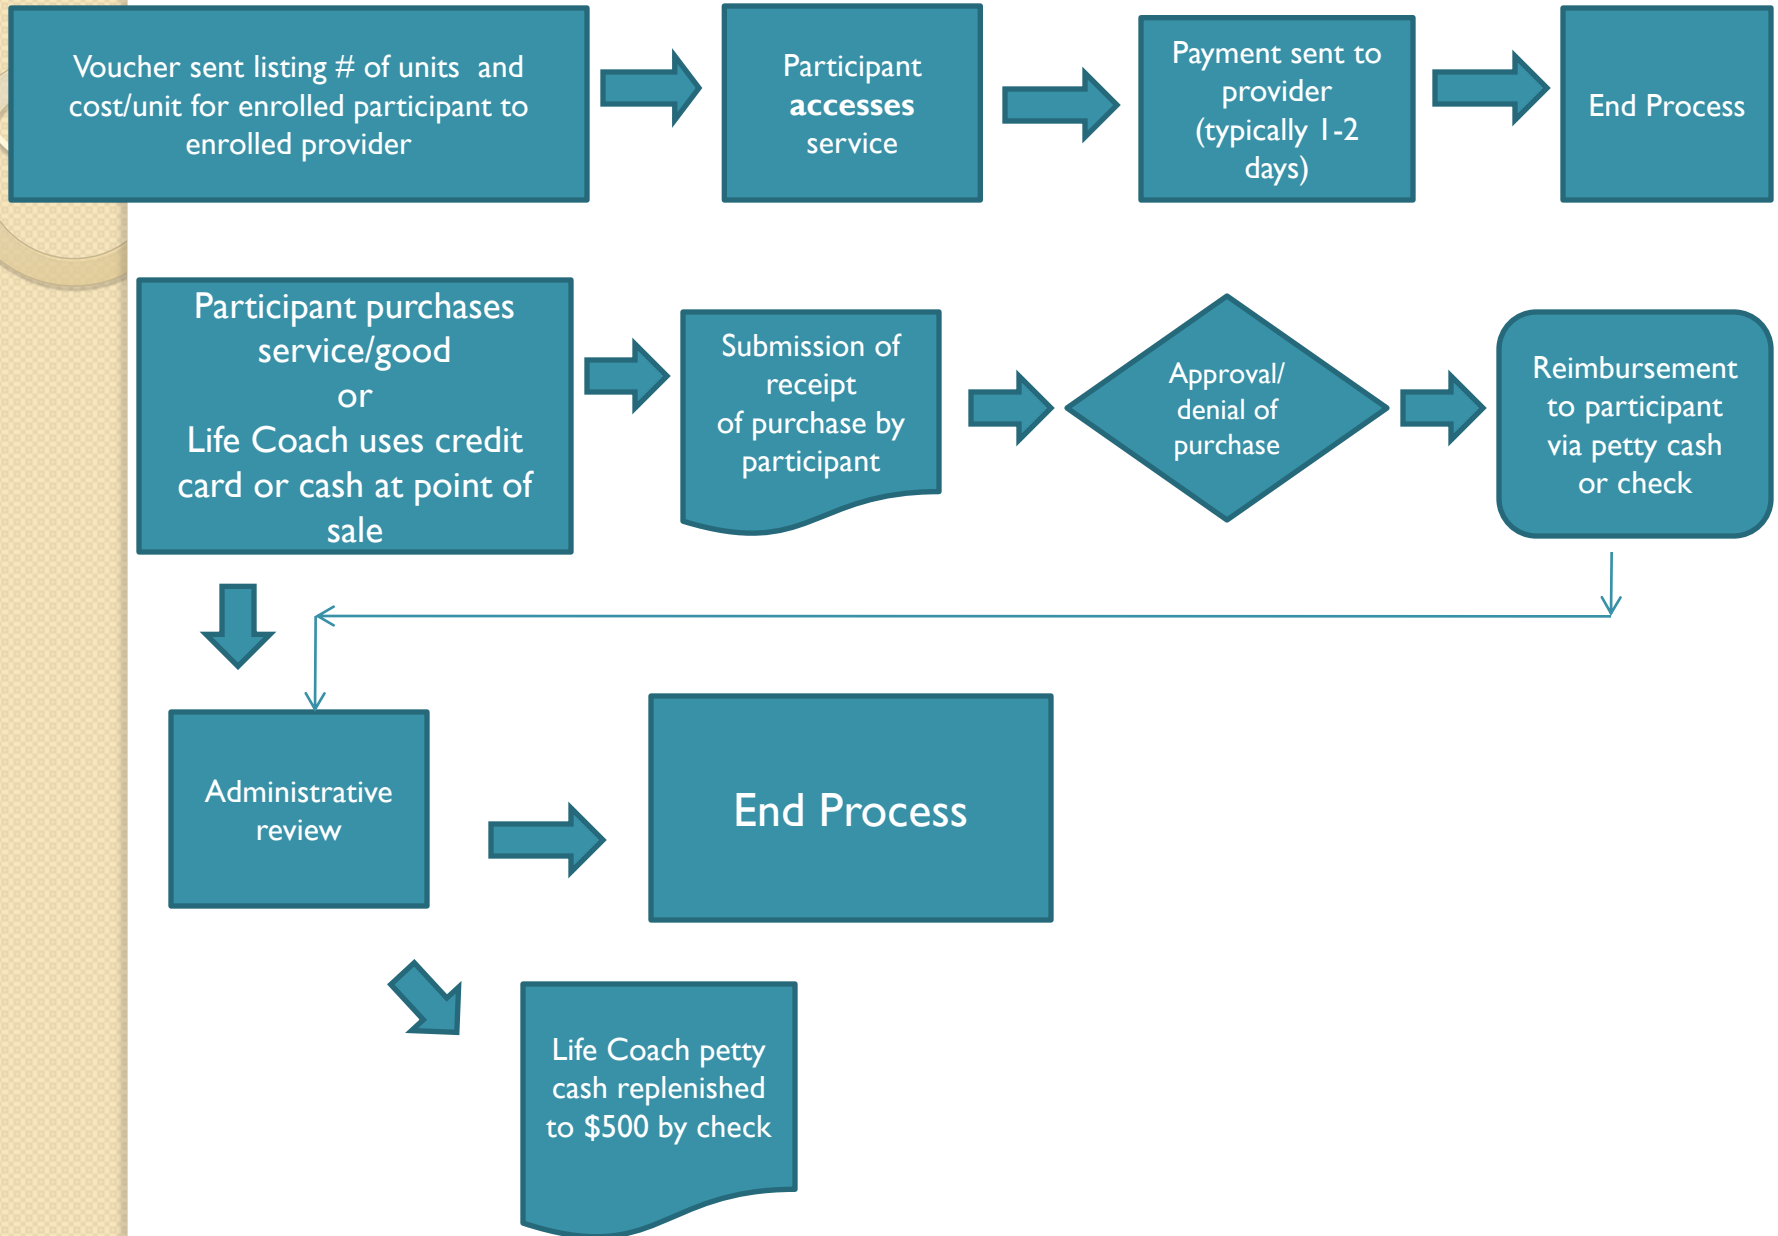 Voucher sent listing # of units and
cost/unit for enrolled participant to
enrolled provider
Participant
accesses
service
Payment sent to
provider
(typically 1-2
days)
End Process
Participant purchases
service/good
or
Life Coach uses credit
card or cash at point of
sale
Submission of
receipt
of purchase by
participant
Approval/
denial of
purchase
Reimbursement
to participant
via petty cash
or check
Administrative
review
End Process
Life Coach petty
cash replenished
to $500 by check